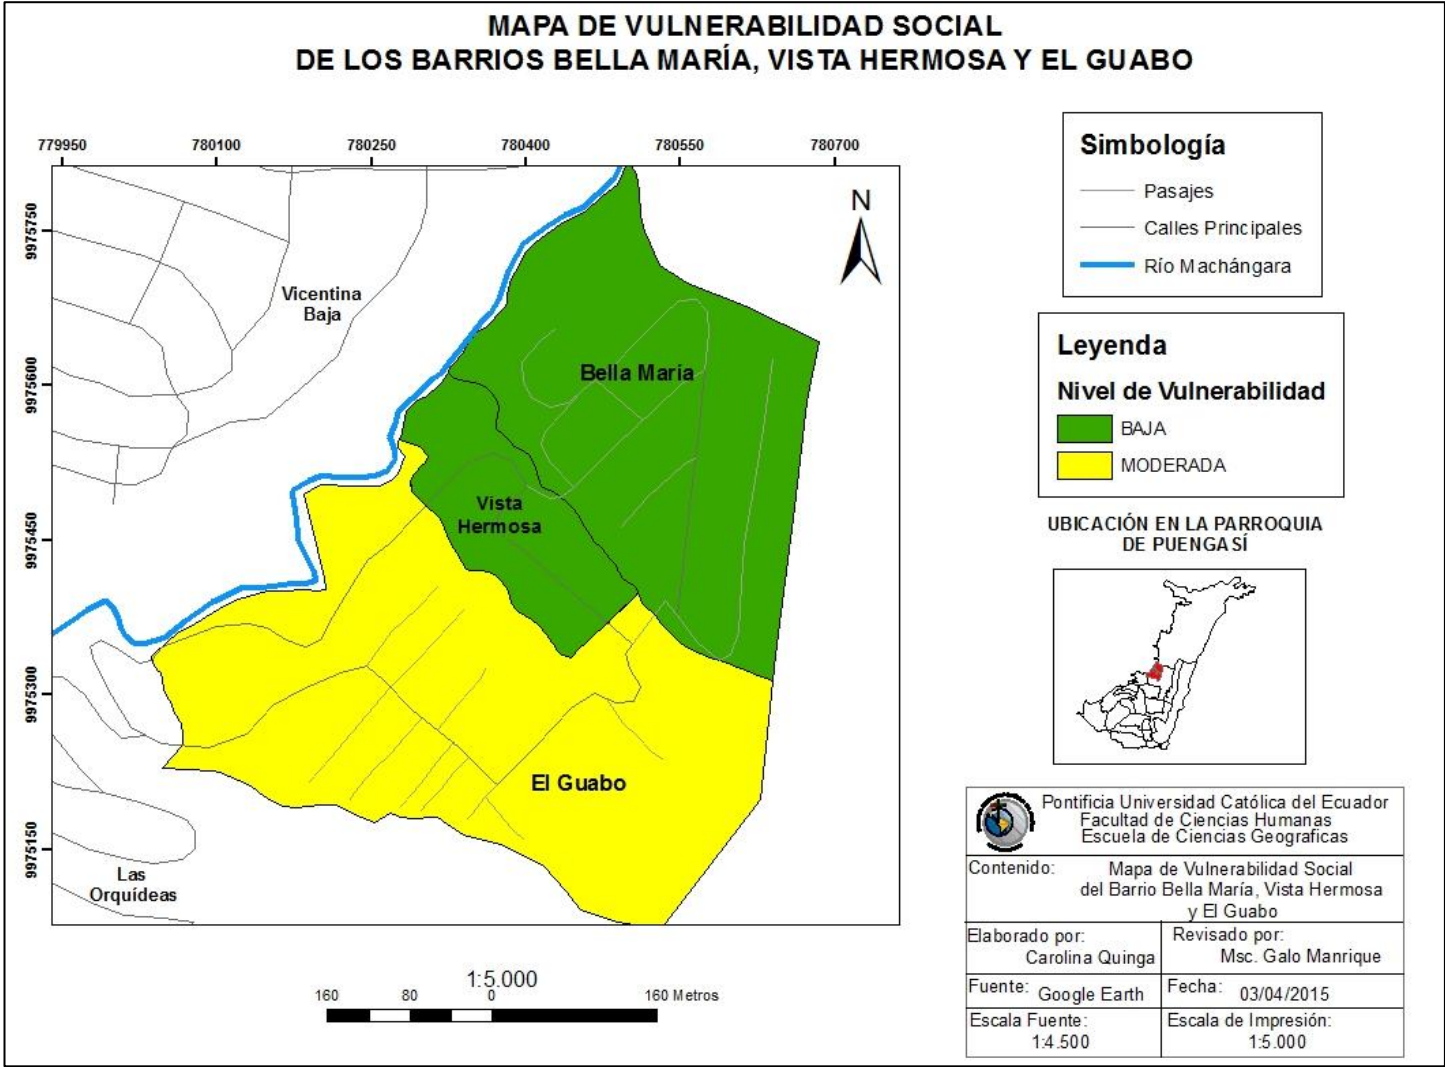 MAPA DE VULNERABILIDAD SOCIAL
DE LOS BARRIOS BELLA MARÍA, VISTA HERMOSA Y EL GUABO
779950
780100
780250
780400
780550
780700
9975750
9975600
9975450
9975300
9975150
N
Vicentina
Baja
Bella María
Vista
Hermosa
El Guabo
Las
Orquídeas
1:5.000
160
80
0
160 Metros
Simbología
Pasajes
Calles Principales
Río Machángara
Leyenda
Nivel de Vulnerabilidad
BAJA
MODERADA
UBICACIÓN EN LA PARROQUIA
DE PUENGASÍ
Pontificia Universidad Católica del Ecuador
Facultad de Ciencias Humanas
Escuela de Ciencias Geograficas
Contenido: Mapa de Vulnerabilidad Social
del Barrio Bella María, Vista Hermosa
y El Guabo
Elaborado por:
Carolina Quinga
Revisado por:
Msc. Galo Manrique
Fuente: Google Earth
Fecha: 03/04/2015
Escala Fuente:
1:4.500
Escala de Impresión:
1:5.000